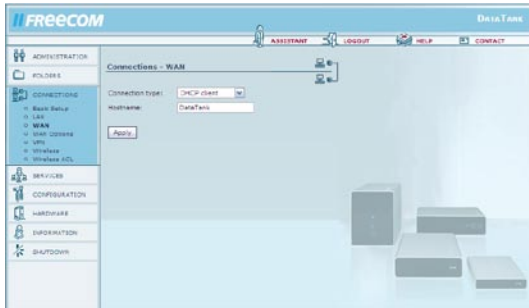 FREECOM
DATATANK
ASSISTANT
LOGOUT
HELP
CONTACT
ADMINISTRATION
FOLDERS
CONNECTIONS
Basic Setup
LAN
WAN
WAN Options
VPN
Wireless
Wireless ACL
SERVICES
CONFIGURATION
HARDWARE
INFORMATION
SHUTDOWN
Connections - WAN
Connection type: DHCP client
Hostname: DataTank
Apply